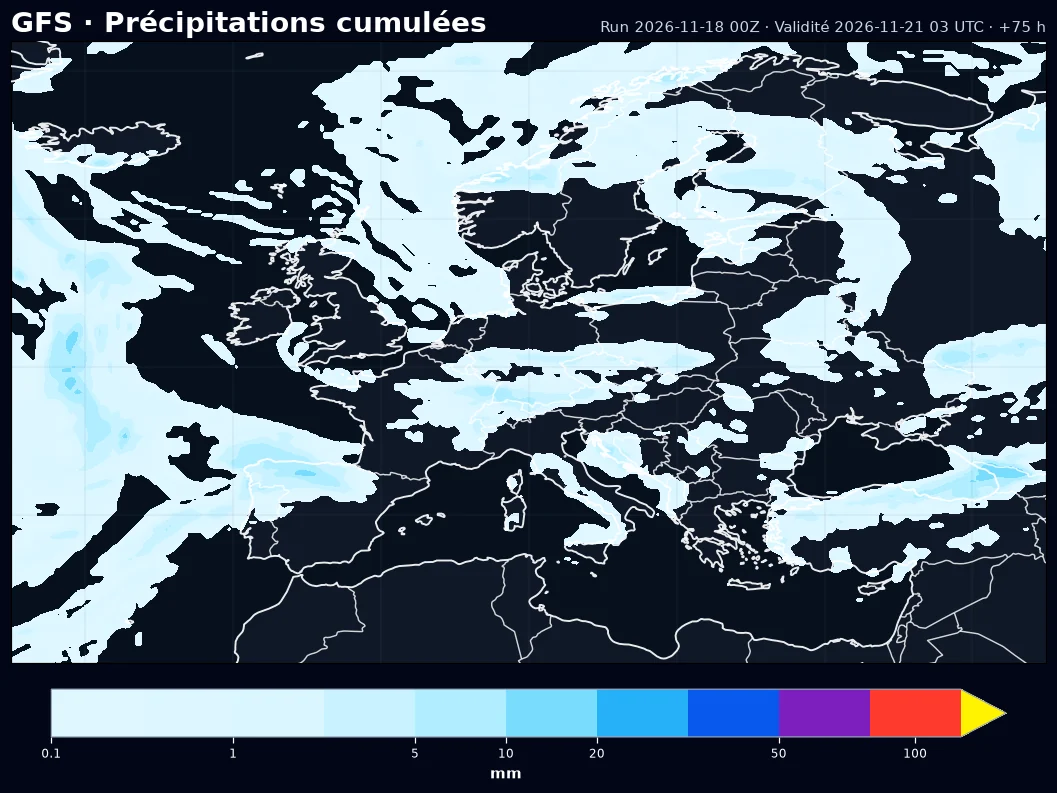 GFS · Précipitations cumulées
Run 2026-11-18 00Z · Validité 2026-11-21 03 UTC · +75 h
0.1 1 5 10 20 50 100
mm